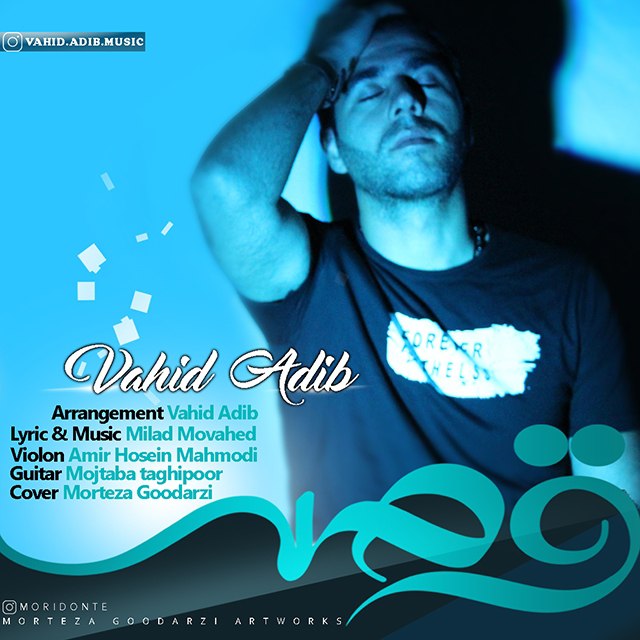 VAHID.ADIB.MUSIC
Vahid Adib
Arrangement Vahid Adib
Lyric & Music Milad Movahed
Violon Amir Hosein Mahmodi
Guitar Mojtaba taghipoor
Cover Morteza Goodarzi
MORIDONTE
MORTEZA GOODARZI ARTWORKS